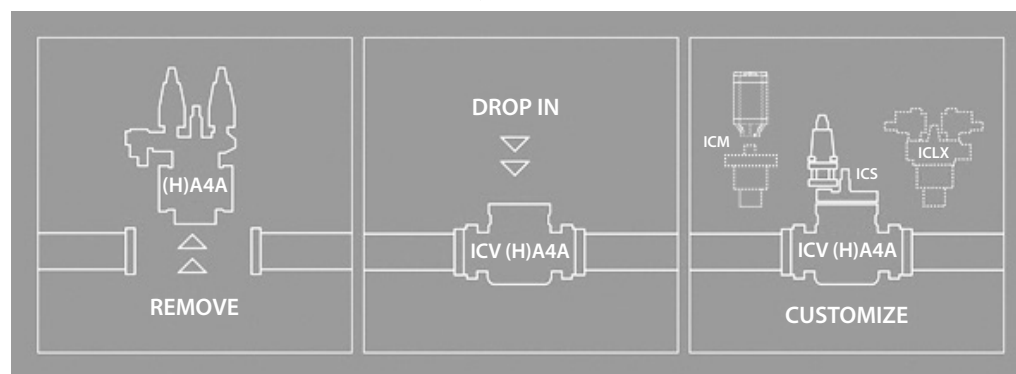 (H)A4A
REMOVE
DROP IN
ICV (H)A4A
ICM
ICS
ICLX
ICV (H)A4A
CUSTOMIZE